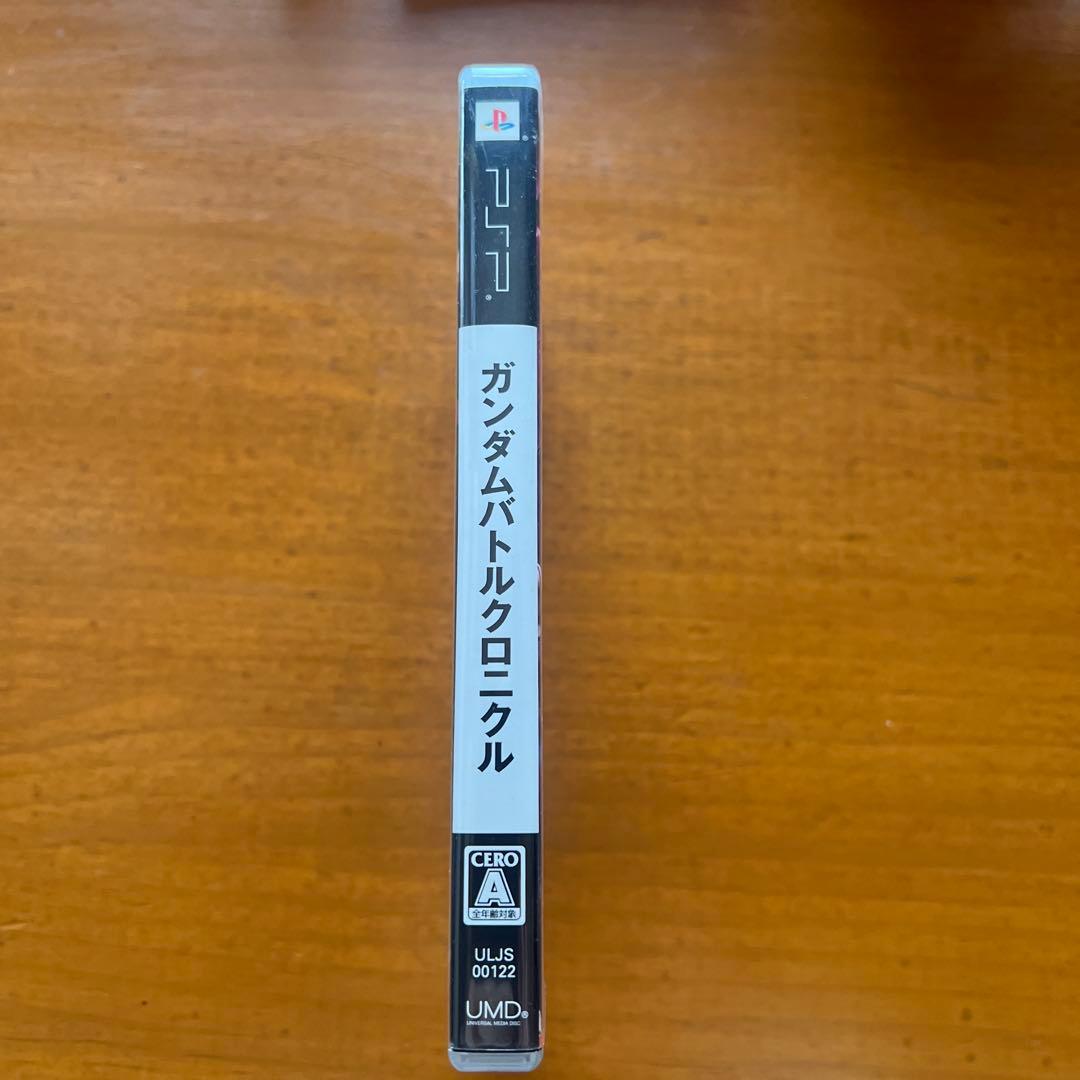 PSP®
ガンダムバトルクロニクル
CERO
A
全年齢対象
ULJS
00122
UMD®
UNIVERSAL MEDIA DISC